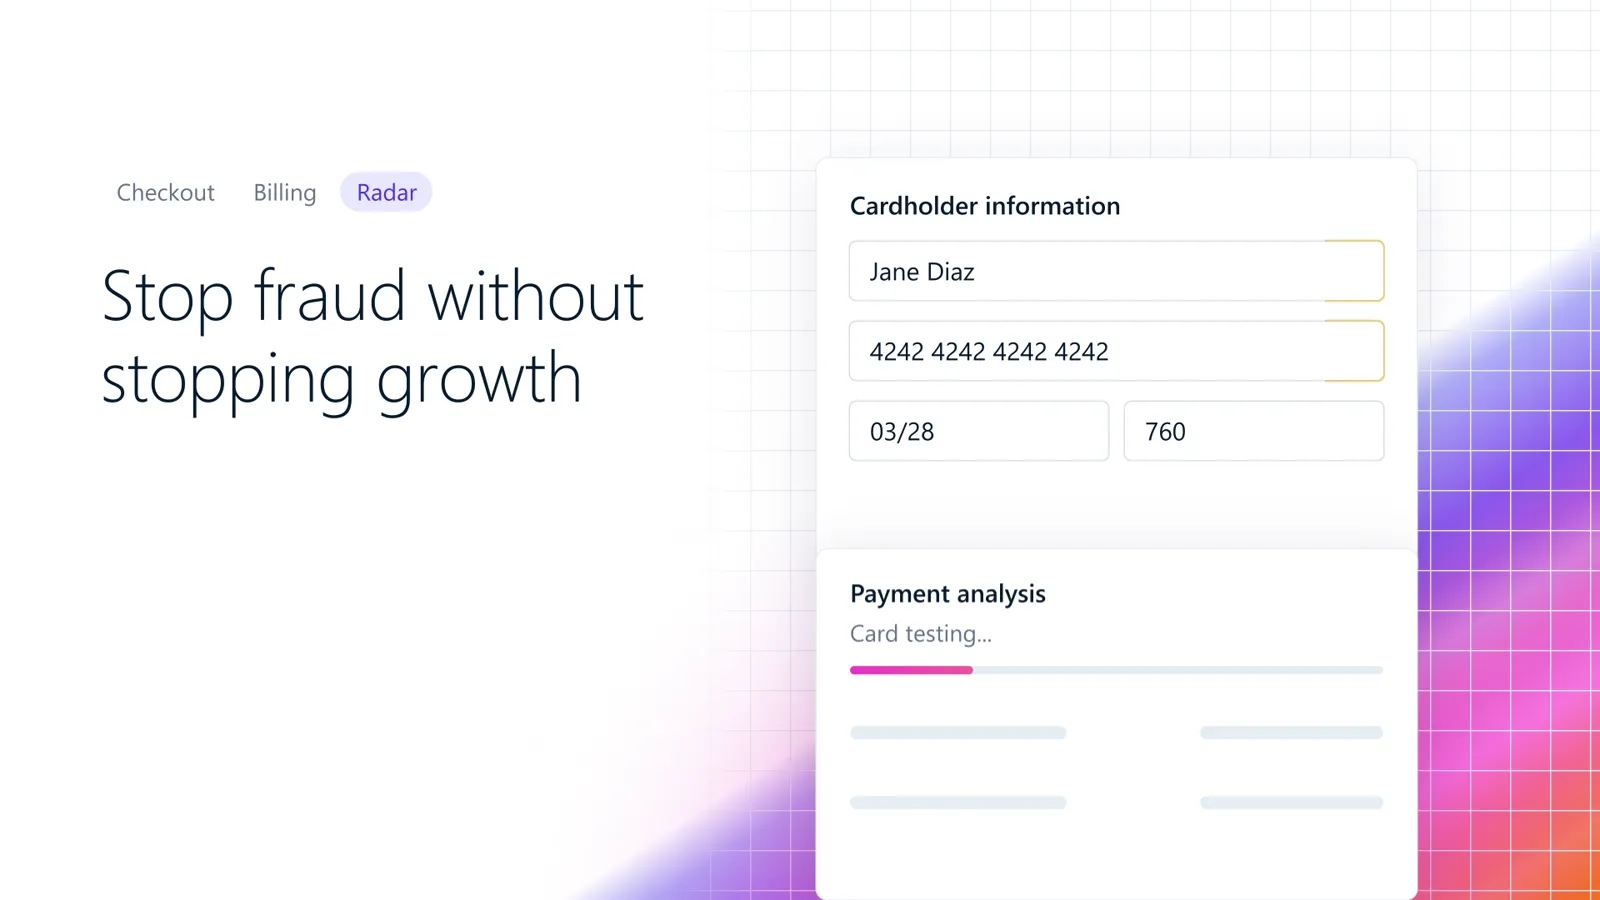 Checkout Billing Radar
Stop fraud without
stopping growth
Cardholder information
Jane Diaz
4242 4242 4242 4242
03/28 760
Payment analysis
Card testing...